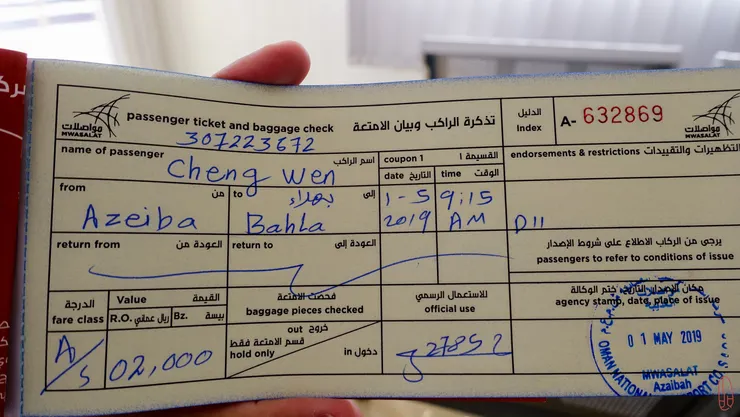 مواصلات
MWASALAT
passenger ticket and baggage check تذكرة الراكب وبيان الامتعة
الدليل
Index
A- 632869
MWASALAT
307223672
name of passenger اسم الراكب
Cheng Wen
coupon 1 القسيمة ١
endorsements & restrictions التظهيرات والتقييدات
date التاريخ time الوقت
from من to إلى
Azeiba
بهلاء
Bahla
1-5
2019
9:15
AM
D11
return from العودة من return to العودة إلى
يرجى من الركاب الاطلاع على شروط الإصدار
passengers to refer to conditions of issue
الدرجة
fare class
Value القيمة
R.O. ريال عماني Bz. بيسة
فحصت الامتعة
baggage pieces checked
للاستعمال الرسمي
official use
مكان الإصدار التاريخ ختم الوكالة
agency stamp, date, place of issue
out خروج
hold only قسم الامتعة فقط
in دخول
A/S 02,000
27852
01 MAY 2019
MWASALAT
Azaibah
OMAN NATIONAL